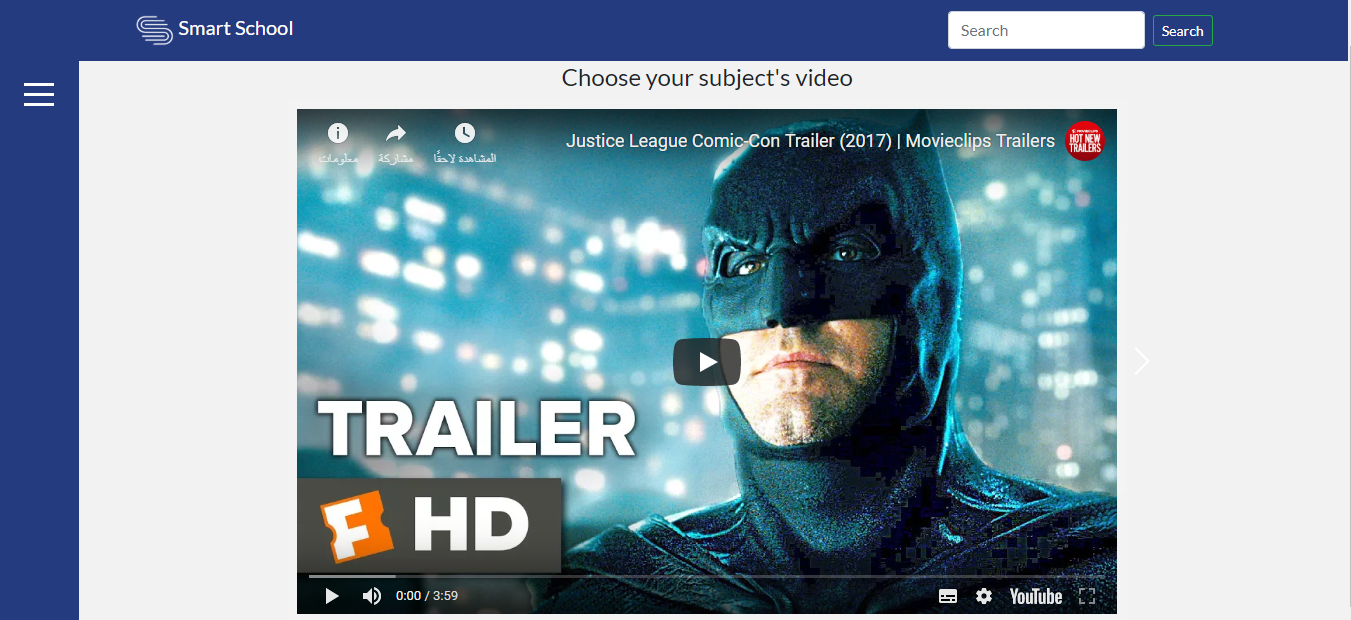 Smart School
Search
Search
Choose your subject's video
معلومات
مشاركة
المشاهدة لاحقًا
Justice League Comic-Con Trailer (2017) | Movieclips Trailers
MOVIECLIPS
HOT NEW
TRAILERS
TRAILER
F HD
0:00 / 3:59
YouTube